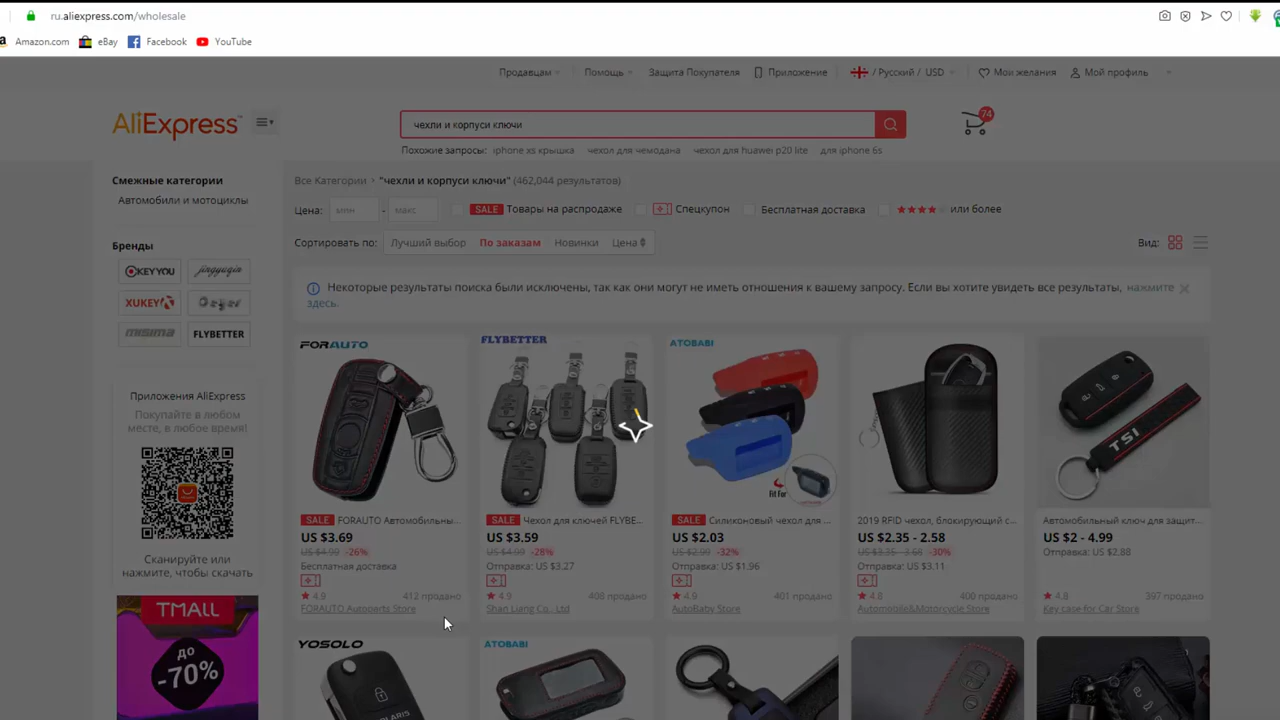 ru.aliexpress.com/wholesale
Amazon.com eBay Facebook YouTube
Продавцам Помощь Защита Покупателя Приложение / Русский / USD Мои желания Мой профиль
AliExpress
чехли и корпуси ключи
74
Похожие запросы: iphone xs крышка чехол для чемодана чехол для huawei p20 lite для iphone 6s
Смежные категории
Автомобили и мотоциклы
Бренды
KEYYOU jingyuqin
XUKEY
misima FLYBETTER
Приложения AliExpress
Покупайте в любом
месте, в любое время!
Сканируйте или
нажмите, чтобы скачать
TMALL
до
-70%
Все Категории > "чехли и корпуси ключи" (462,044 результатов)
Цена: мин - макс SALE Товары на распродаже Спецкупон Бесплатная доставка или более
Сортировать по: Лучший выбор По заказам Новинки Цена Вид:
Некоторые результаты поиска были исключены, так как они могут не иметь отношения к вашему запросу. Если вы хотите увидеть все результаты, нажмите
здесь.
FORAUTO
SALE FORAUTO Автомобильны...
US $3.69
US $4.99 -26%
Бесплатная доставка
4.9 412 продано
FORAUTO Autoperts Store
FLYBETTER
SALE Чехол для ключей FLYBE...
US $3.59
US $4.99 -28%
Отправка: US $3.27
4.9 408 продано
Shan Liang Co., Ltd
ATOBABI
Fit For
SALE Силиконовый чехол для ...
US $2.03
US $2.99 -32%
Отправка: US $1.96
4.9 401 продано
AutoBaby Store
2019 RFID чехол, блокирующий с...
US $2.35 - 2.58
US $3.35 - 3.68 -30%
Отправка: US $3.11
4.8 400 продано
Automobile&Motorcycle Store
TSI
Автомобильный ключ для защит...
US $2 - 4.99
Отправка: US $2.88
4.8 397 продано
Key case for Car Store
YOSOLO
ATOBABI